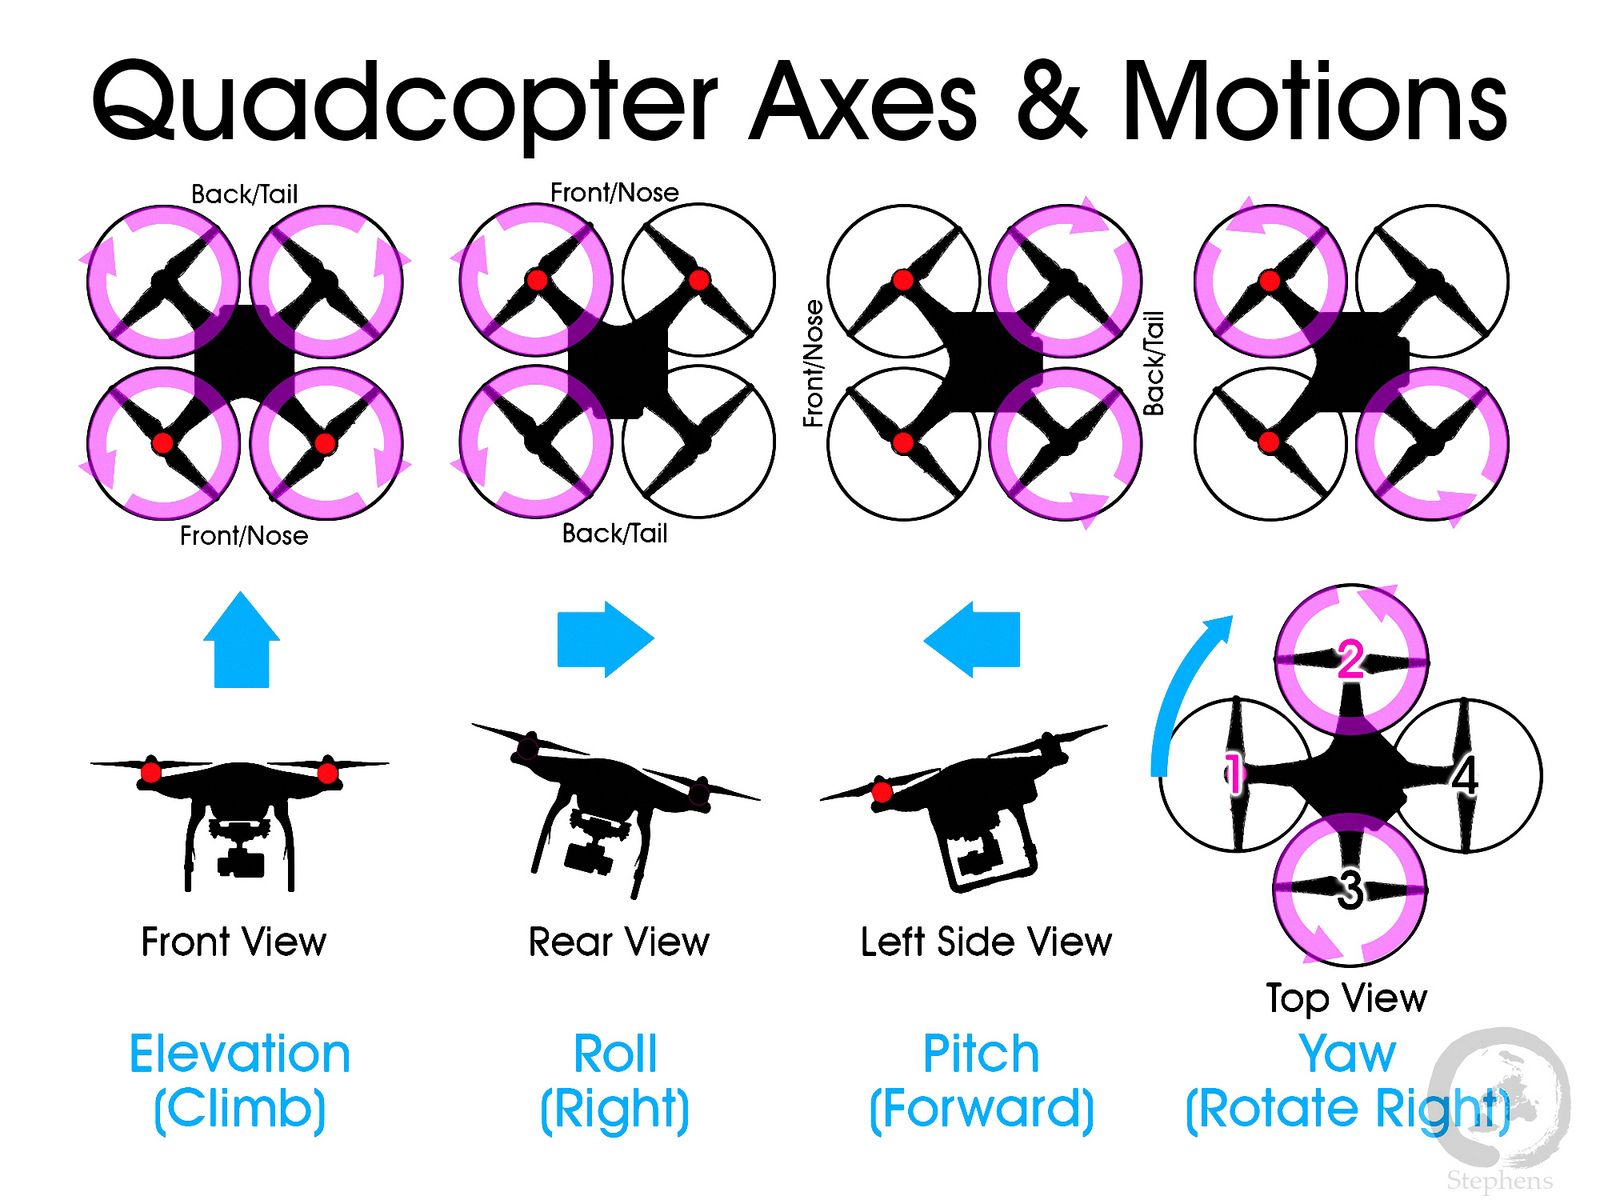 Quadcopter Axes & Motions
Back/Tail
Front/Nose
Front/Nose
Back/Tail
Front/Nose
Back/Tail
2
1
4
3
Front View
Rear View
Left Side View
Top View
Elevation
(Climb)
Roll
(Right)
Pitch
(Forward)
Yaw
(Rotate Right)
Stephens